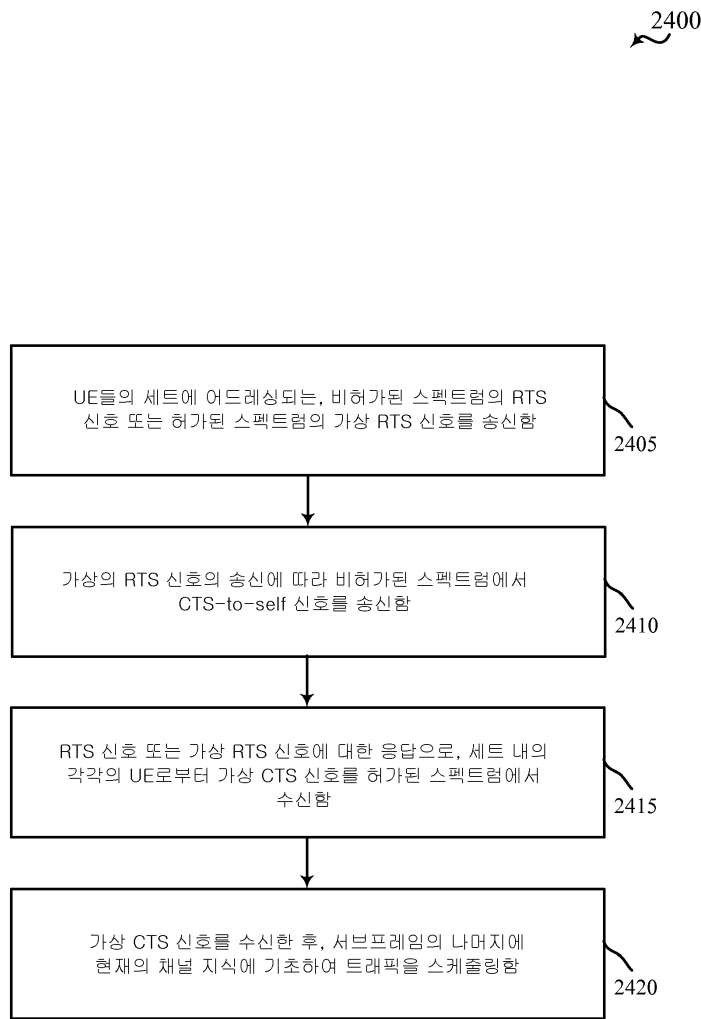 2400
UE들의 세트에 어드레싱되는, 비허가된 스펙트럼의 RTS
신호 또는 허가된 스펙트럼의 가상 RTS 신호를 송신함
2405
가상의 RTS 신호의 송신에 따라 비허가된 스펙트럼에서
CTS-to-self 신호를 송신함
2410
RTS 신호 또는 가상 RTS 신호에 대한 응답으로, 세트 내의
각각의 UE로부터 가상 CTS 신호를 허가된 스펙트럼에서
수신함
2415
가상 CTS 신호를 수신한 후, 서브프레임의 나머지에
현재의 채널 지식에 기초하여 트래픽을 스케줄링함
2420